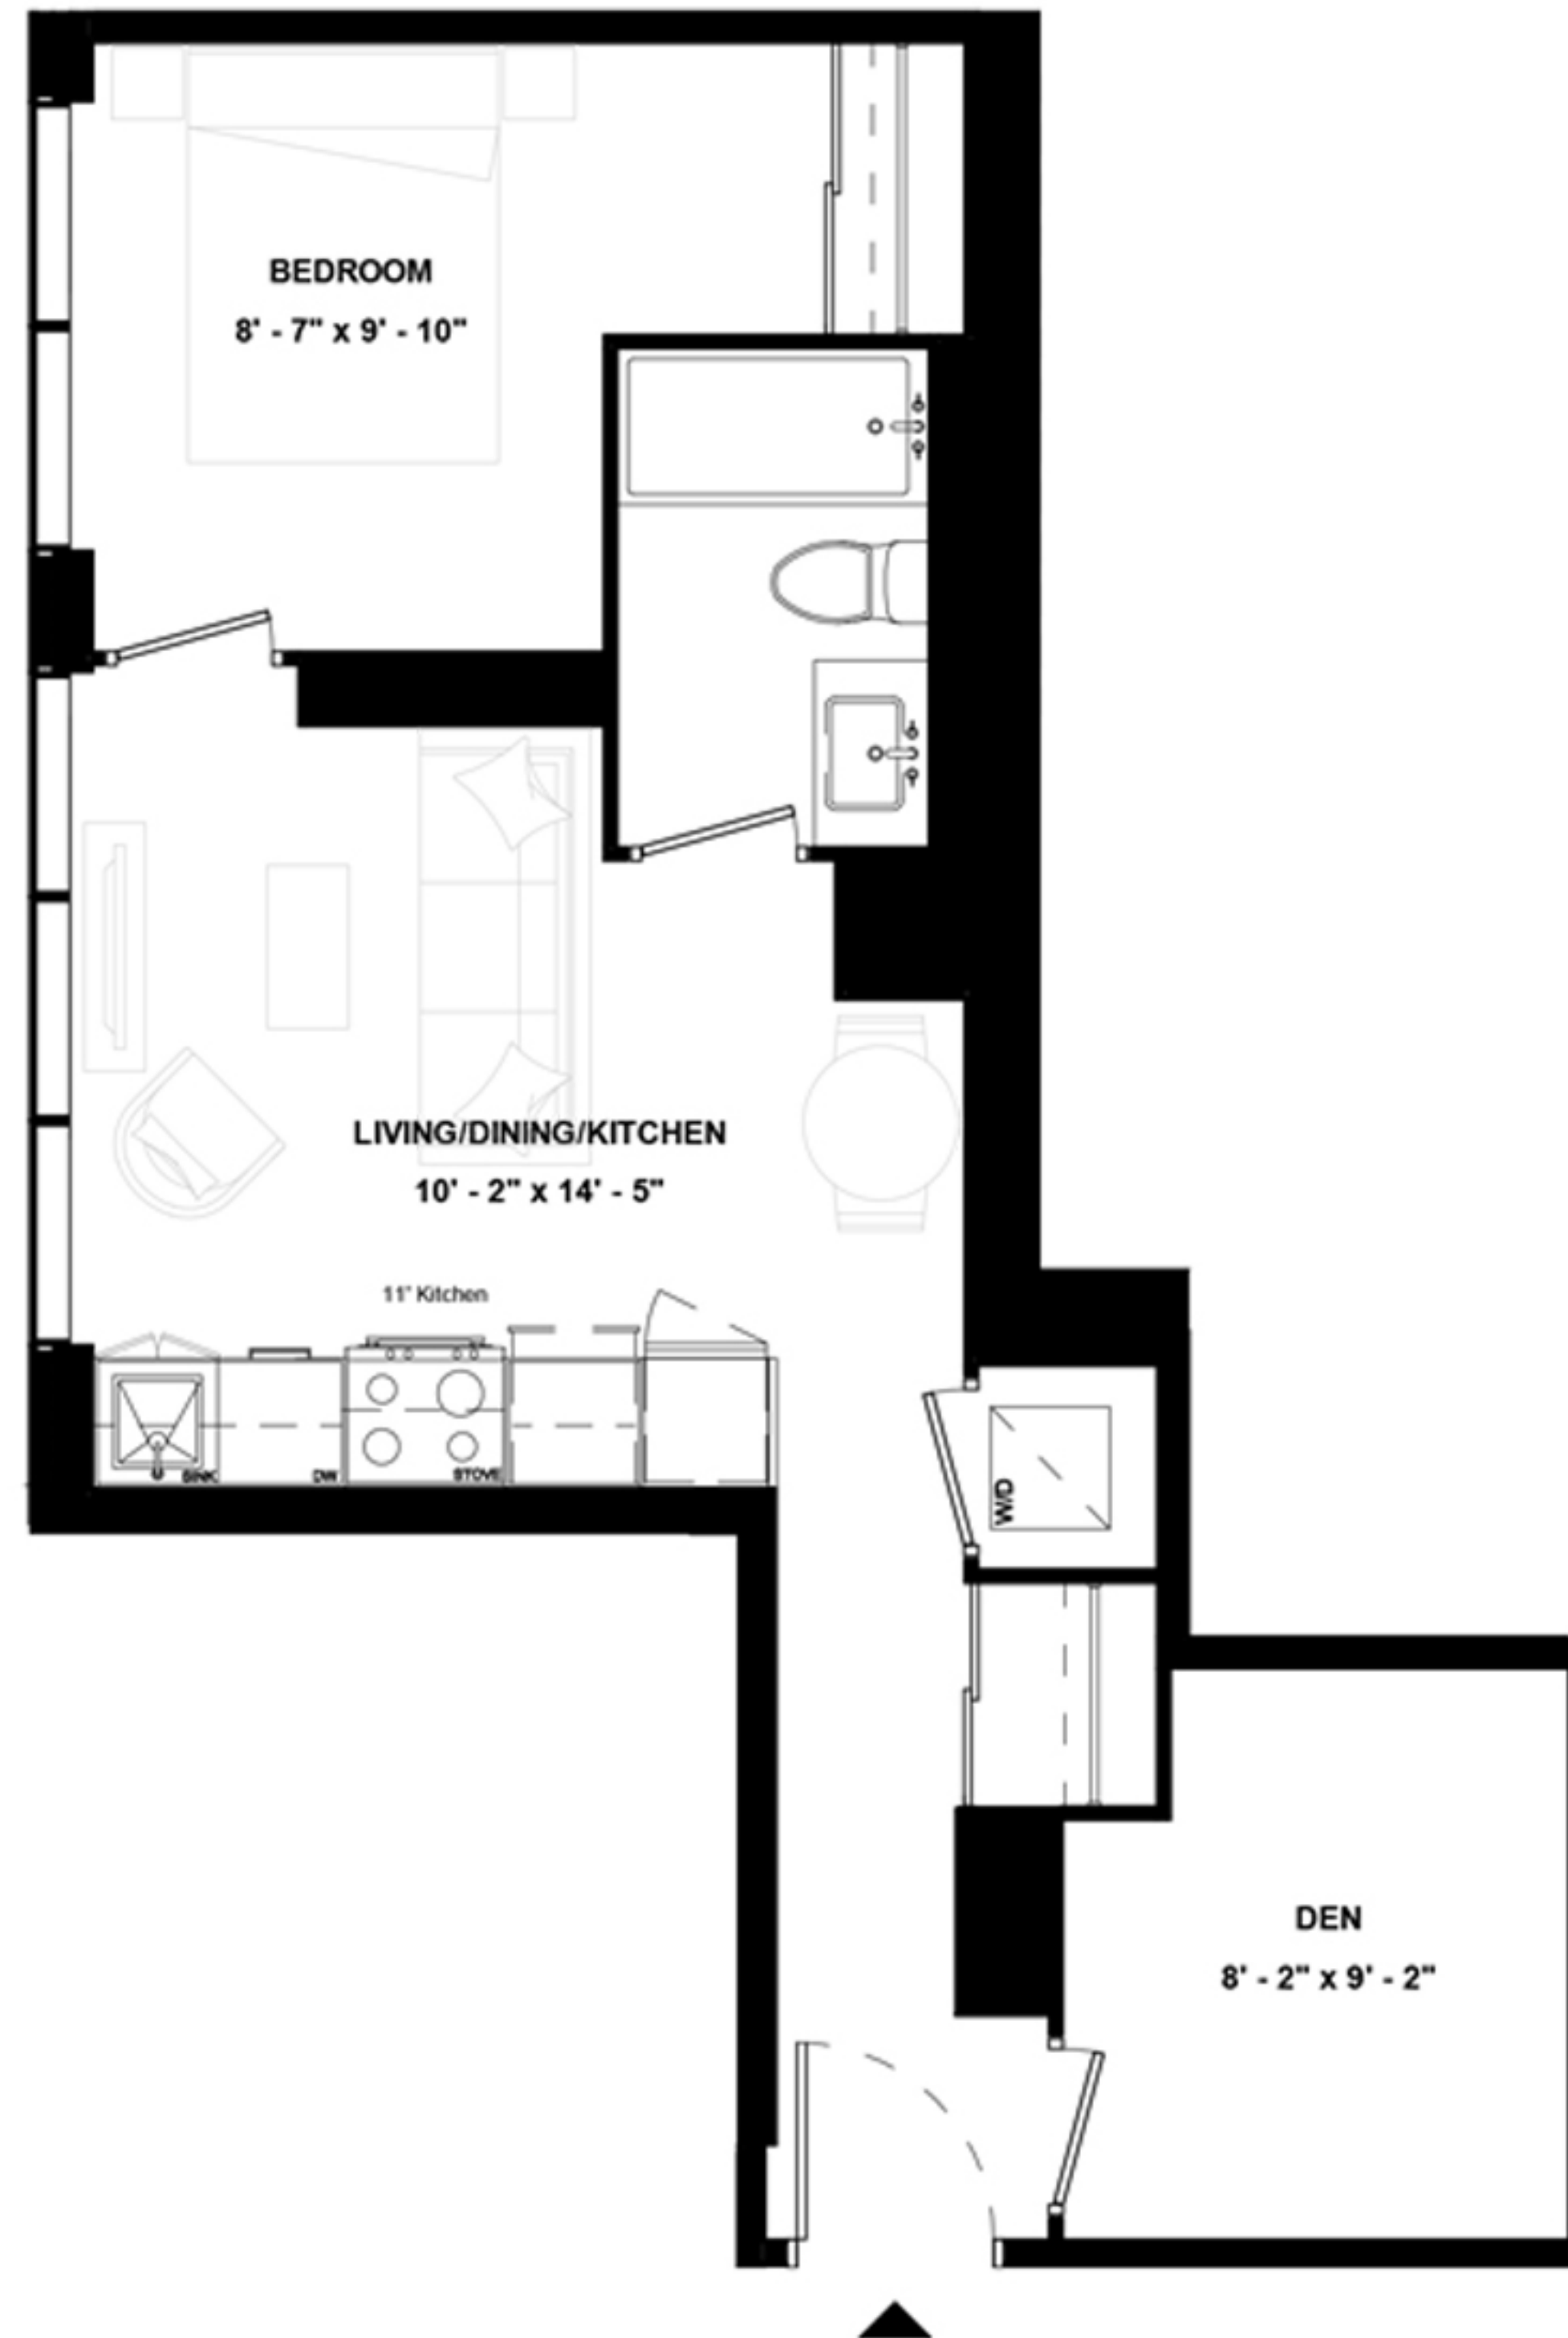 BEDROOM
8' - 7" x 9' - 10"
LIVING/DINING/KITCHEN
10' - 2" x 14' - 5"
11' Kitchen
SINK
DW
STOVE
W/D
DEN
8' - 2" x 9' - 2"